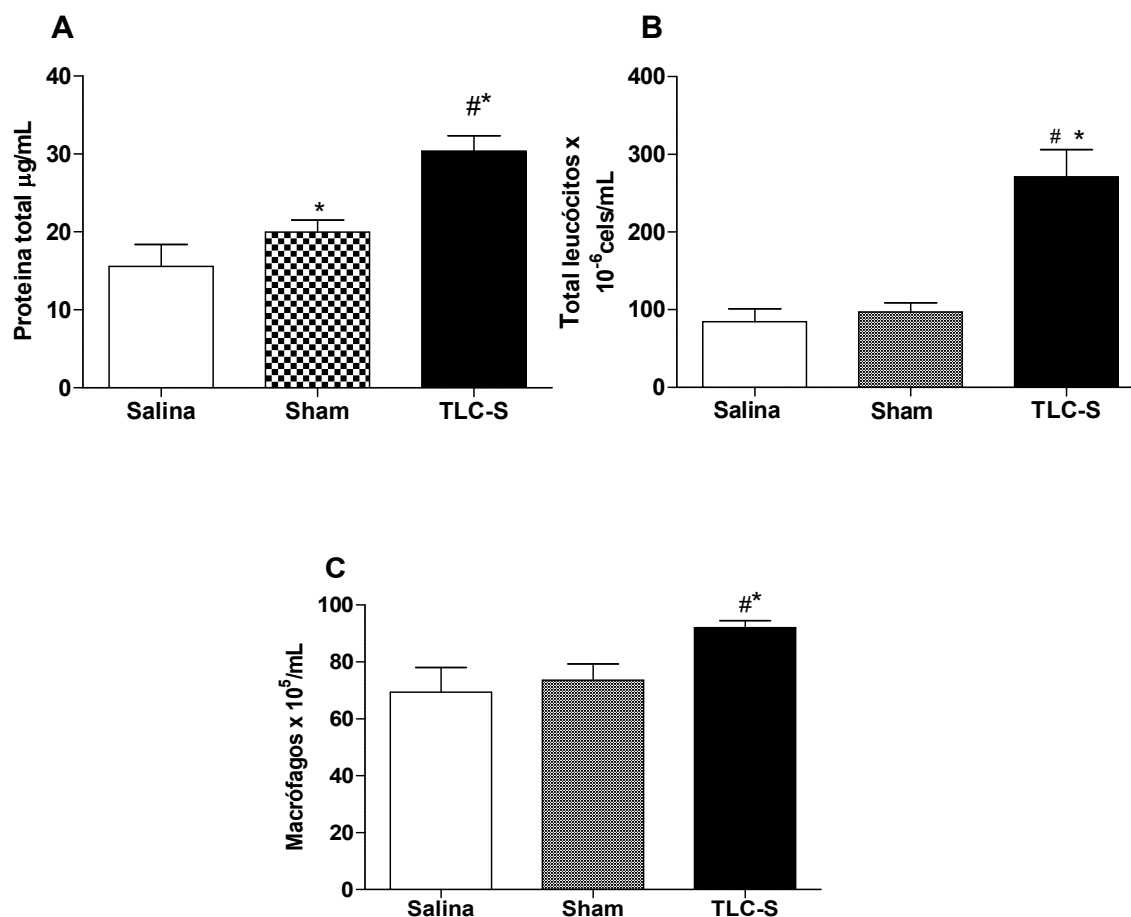 A
Proteina total µg/mL
40
30
20
10
0
*
#*
Salina Sham TLC-S
B
Total leucócitos x
10⁻⁶cels/mL
400
300
200
100
0
# *
Salina Sham TLC-S
C
Macrófagos x 10⁵/mL
100
80
60
40
20
0
#*
Salina Sham TLC-S